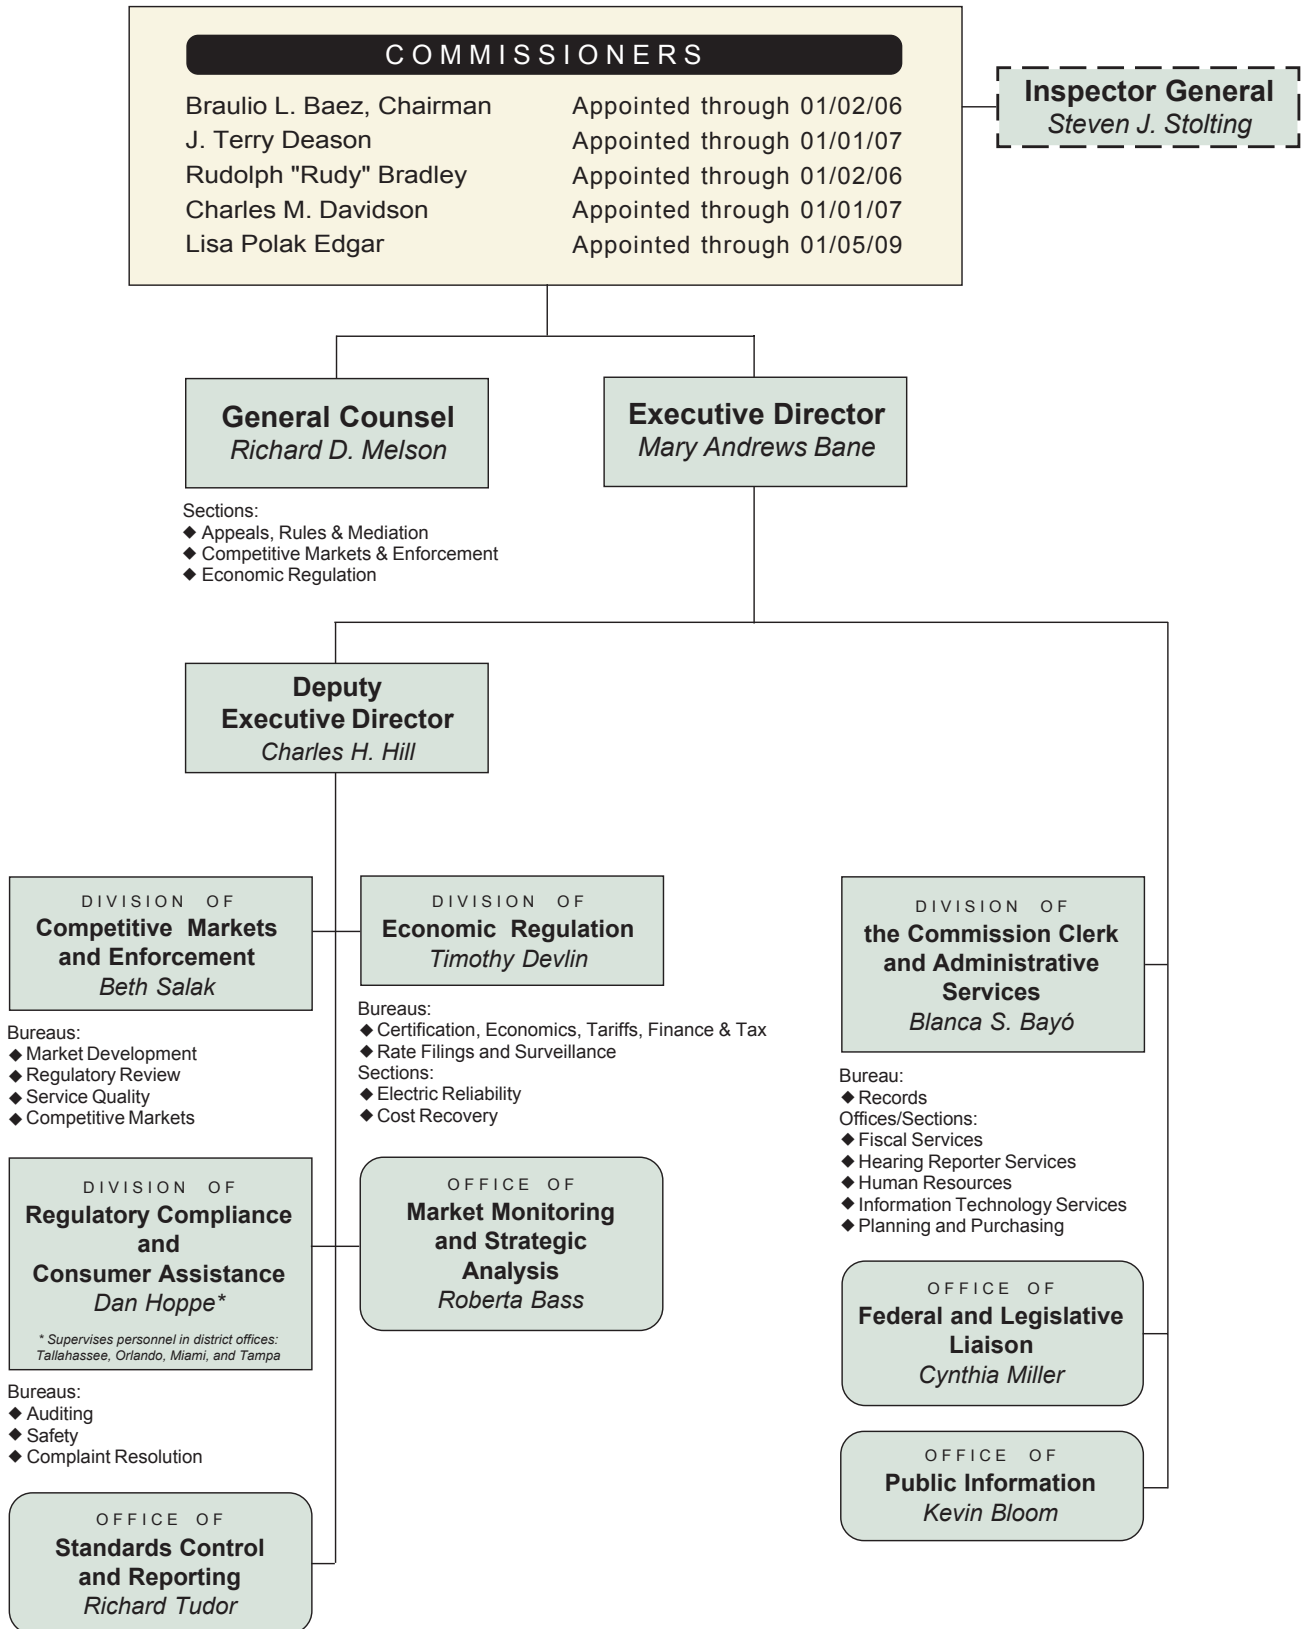 COMMISSIONERS
Braulio L. Baez, Chairman Appointed through 01/02/06
J. Terry Deason Appointed through 01/01/07
Rudolph "Rudy" Bradley Appointed through 01/02/06
Charles M. Davidson Appointed through 01/01/07
Lisa Polak Edgar Appointed through 01/05/09
Inspector General
Steven J. Stolting
General Counsel
Richard D. Melson
Sections:
◆ Appeals, Rules & Mediation
◆ Competitive Markets & Enforcement
◆ Economic Regulation
Executive Director
Mary Andrews Bane
Deputy
Executive Director
Charles H. Hill
DIVISION OF
Competitive Markets
and Enforcement
Beth Salak
Bureaus:
◆ Market Development
◆ Regulatory Review
◆ Service Quality
◆ Competitive Markets
DIVISION OF
Economic Regulation
Timothy Devlin
Bureaus:
◆ Certification, Economics, Tariffs, Finance & Tax
◆ Rate Filings and Surveillance
Sections:
◆ Electric Reliability
◆ Cost Recovery
DIVISION OF
the Commission Clerk
and Administrative
Services
Blanca S. Bayó
Bureau:
◆ Records
Offices/Sections:
◆ Fiscal Services
◆ Hearing Reporter Services
◆ Human Resources
◆ Information Technology Services
◆ Planning and Purchasing
DIVISION OF
Regulatory Compliance
and
Consumer Assistance
Dan Hoppe*
* Supervises personnel in district offices:
Tallahassee, Orlando, Miami, and Tampa
Bureaus:
◆ Auditing
◆ Safety
◆ Complaint Resolution
OFFICE OF
Market Monitoring
and Strategic
Analysis
Roberta Bass
OFFICE OF
Federal and Legislative
Liaison
Cynthia Miller
OFFICE OF
Public Information
Kevin Bloom
OFFICE OF
Standards Control
and Reporting
Richard Tudor